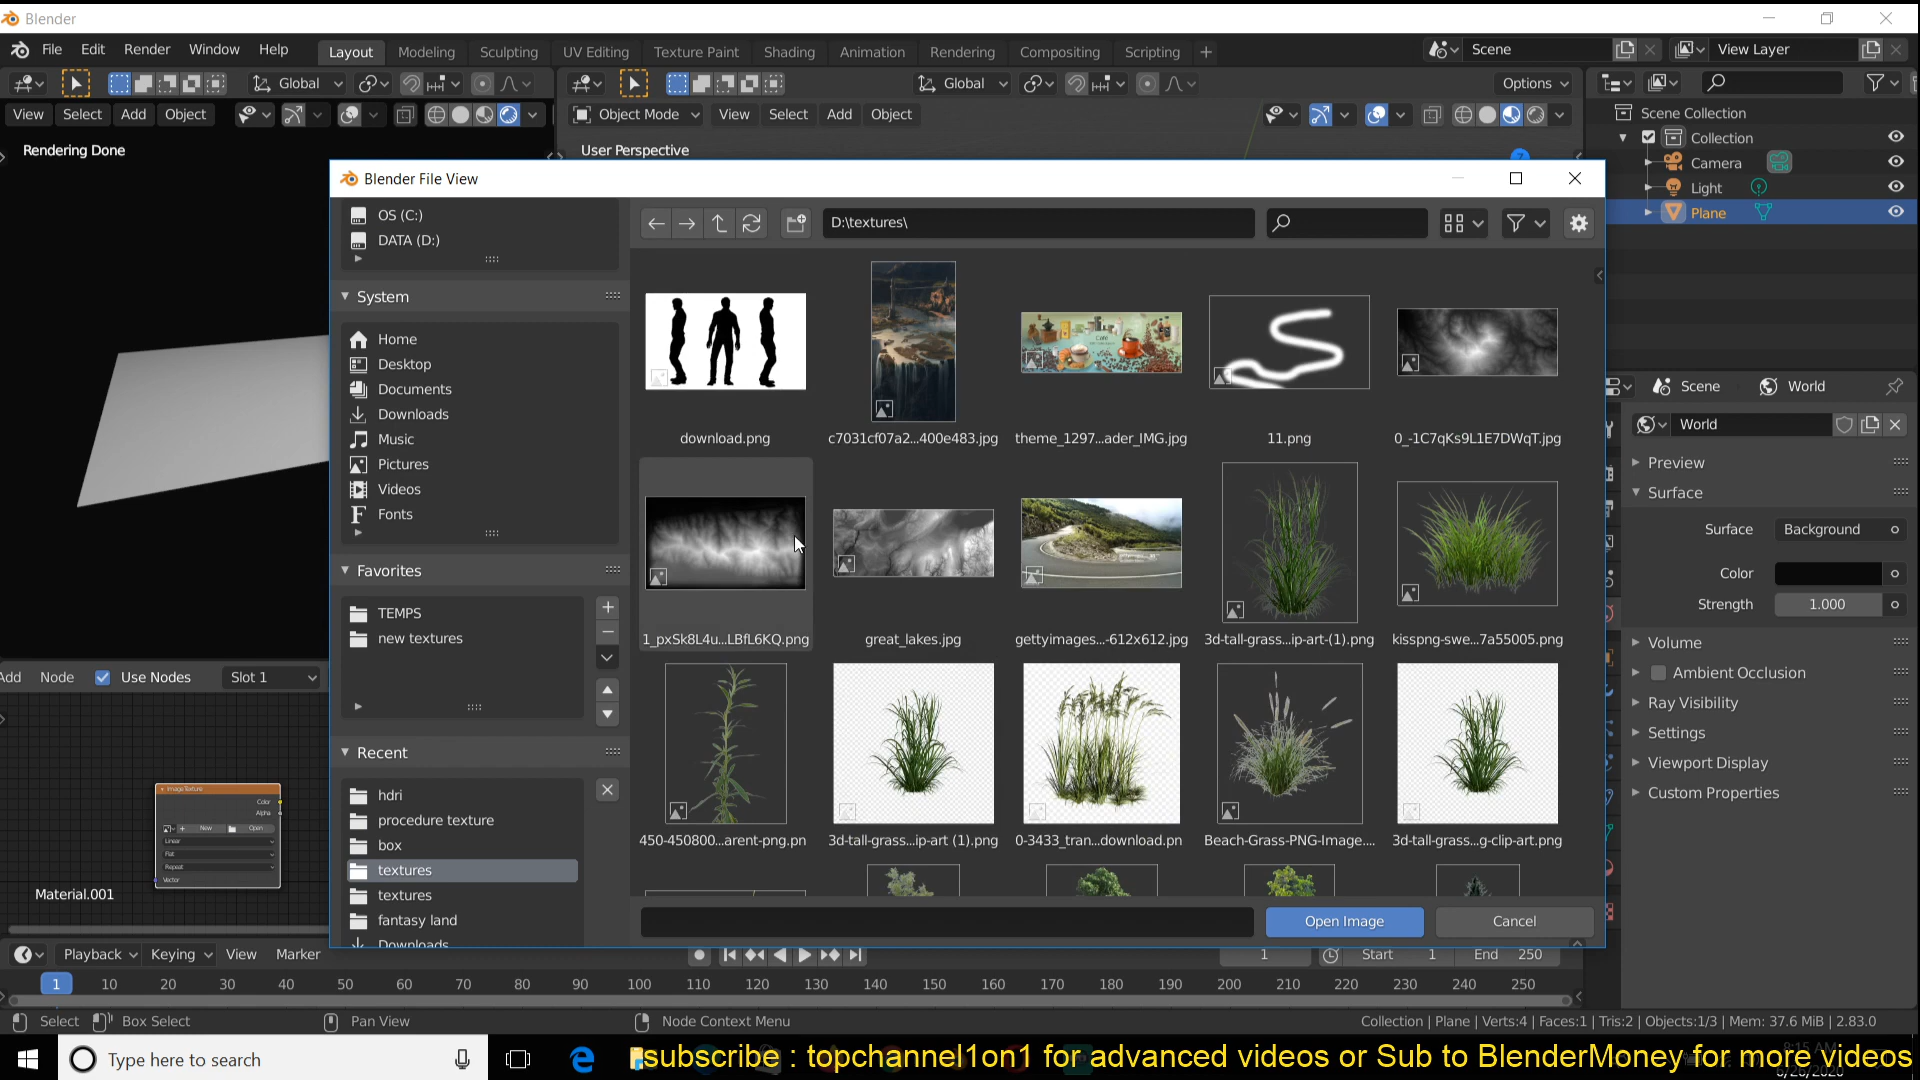 Blender
File Edit Render Window Help Layout Modeling Sculpting UV Editing Texture Paint Shading Animation Rendering Compositing Scripting + Scene View Layer
Global Global Options
View Select Add Object Object Mode View Select Add Object
Scene Collection
Collection
Camera
Light
Plane
Rendering Done
User Perspective
Blender File View
OS (C:)
DATA (D:)
D:\textures\
System
Home
Desktop
Documents
Downloads
Music
Pictures
Videos
Fonts
Favorites
TEMPS
new textures
Recent
hdri
procedure texture
box
textures
textures
fantasy land
Downloads
download.png c7031cf07a2...400e483.jpg theme_1297...ader_IMG.jpg 11.png 0_-1C7qKs9L1E7DWqT.jpg
1_pxSk8L4u...LBfL6KQ.png great_lakes.jpg gettyimages...-612x612.jpg 3d-tall-grass...ip-art-(1).png kisspng-swe...7a55005.png
450-450800...arent-png.pn 3d-tall-grass...ip-art (1).png 0-3433_tran...download.pn Beach-Grass-PNG-Image.... 3d-tall-grass...g-clip-art.png
Open Image Cancel
Scene World
World
Preview
Surface
Surface Background
Color
Strength 1.000
Volume
Ambient Occlusion
Ray Visibility
Settings
Viewport Display
Custom Properties
Add Node Use Nodes Slot 1
Image Texture
Color
Alpha
New Open
Linear
Flat
Repeat
Vector
Material.001
Playback Keying View Marker 1 Start 1 End 250
1 10 20 30 40 50 60 70 80 90 100 110 120 130 140 150 160 170 180 190 200 210 220 230 240 250
Select Box Select Pan View Node Context Menu Collection | Plane | Verts:4 | Faces:1 | Tris:2 | Objects:1/3 | Mem: 37.6 MiB | 2.83.0
Type here to search
subscribe : topchannel1on1 for advanced videos or Sub to BlenderMoney for more videos